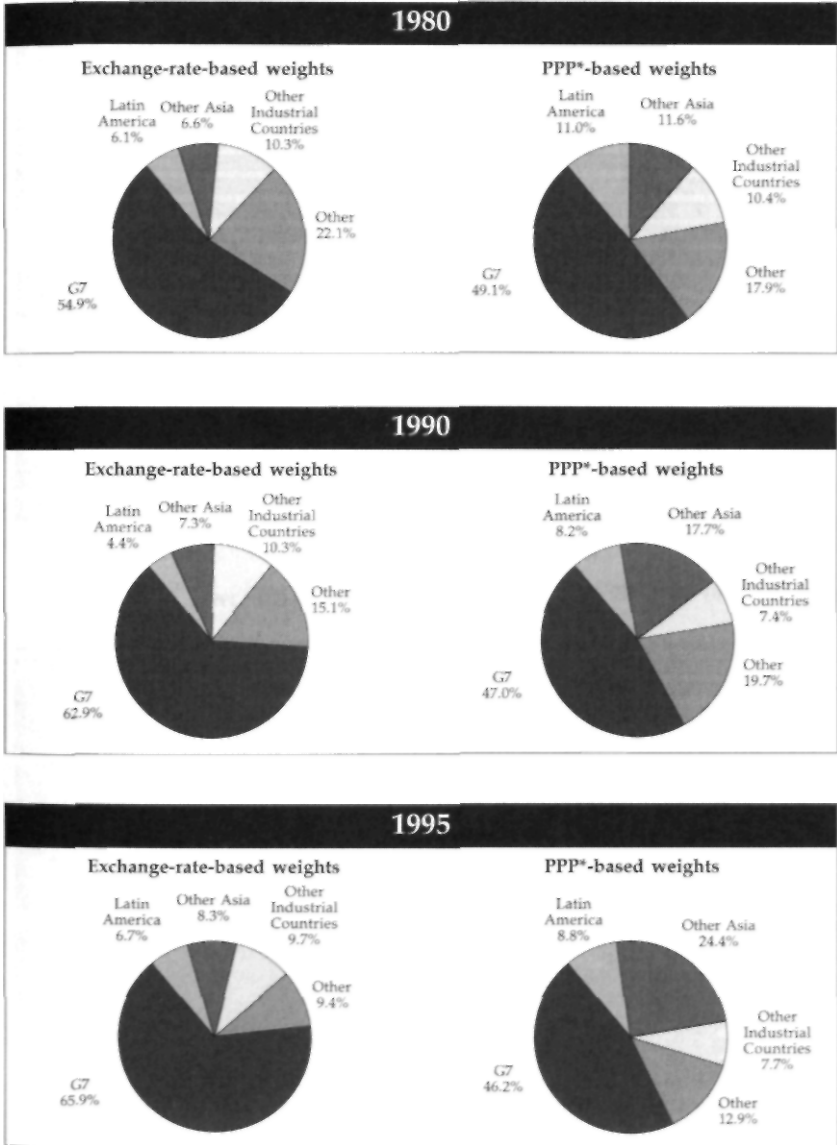 1980
Exchange-rate-based weights
Latin
America
6.1%
Other Asia
6.6%
Other
Industrial
Countries
10.3%
Other
22.1%
G7
54.9%
PPP*-based weights
Latin
America
11.0%
Other Asia
11.6%
Other
Industrial
Countries
10.4%
Other
17.9%
G7
49.1%
1990
Exchange-rate-based weights
Latin
America
4.4%
Other Asia
7.3%
Other
Industrial
Countries
10.3%
Other
15.1%
G7
62.9%
PPP*-based weights
Latin
America
8.2%
Other Asia
17.7%
Other
Industrial
Countries
7.4%
Other
19.7%
G7
47.0%
1995
Exchange-rate-based weights
Latin
America
6.7%
Other Asia
8.3%
Other
Industrial
Countries
9.7%
Other
9.4%
G7
65.9%
PPP*-based weights
Latin
America
8.8%
Other Asia
24.4%
Other
Industrial
Countries
7.7%
Other
12.9%
G7
46.2%